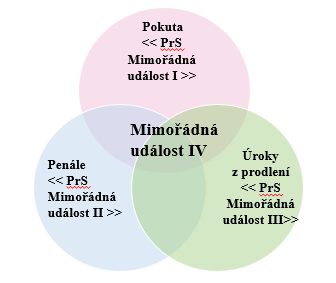 Pokuta
<< PrS
Mimořádná
událost I >>
Mimořádná
událost IV
Penále
<< PrS
Mimořádná
událost II >>
Úroky
z prodlení
<< PrS
Mimořádná
událost III>>